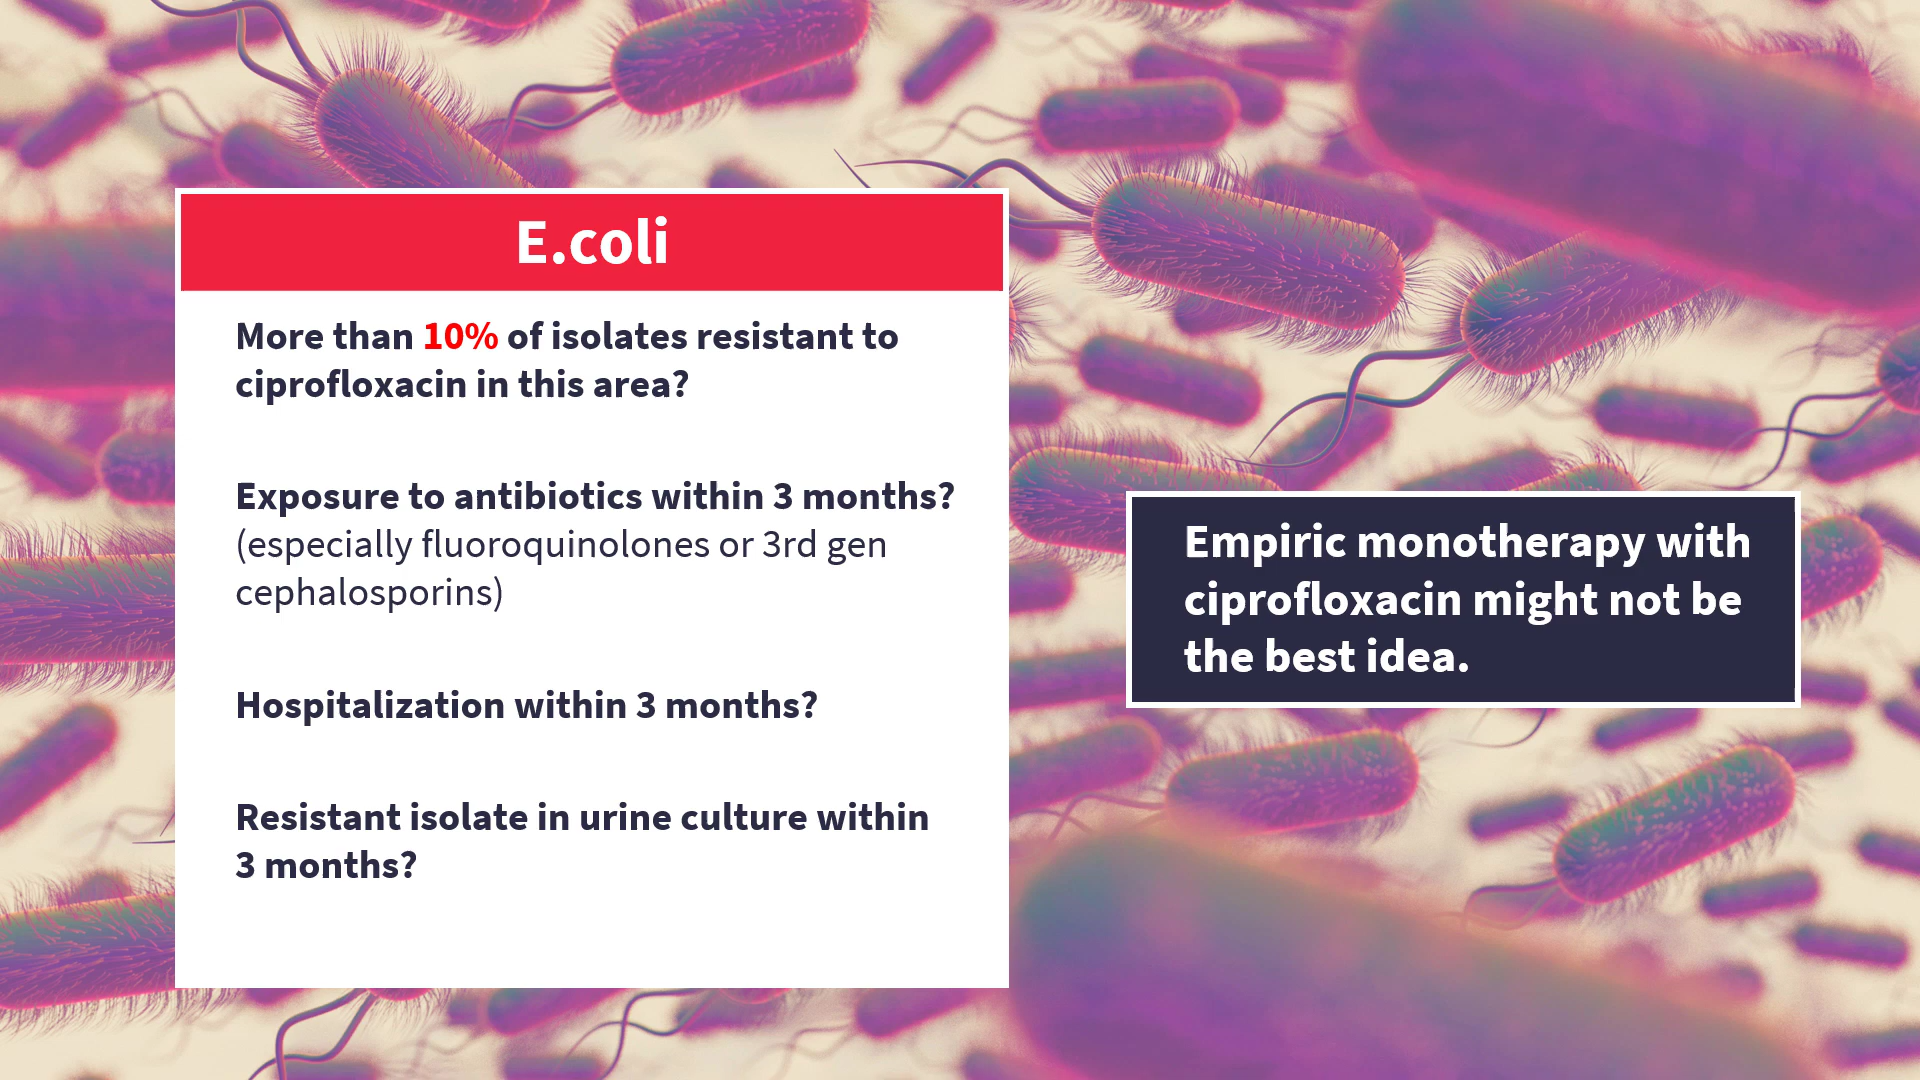 E.coli
More than 10% of isolates resistant to
ciprofloxacin in this area?
Exposure to antibiotics within 3 months?
(especially fluoroquinolones or 3rd gen
cephalosporins)
Hospitalization within 3 months?
Resistant isolate in urine culture within
3 months?
Empiric monotherapy with
ciprofloxacin might not be
the best idea.